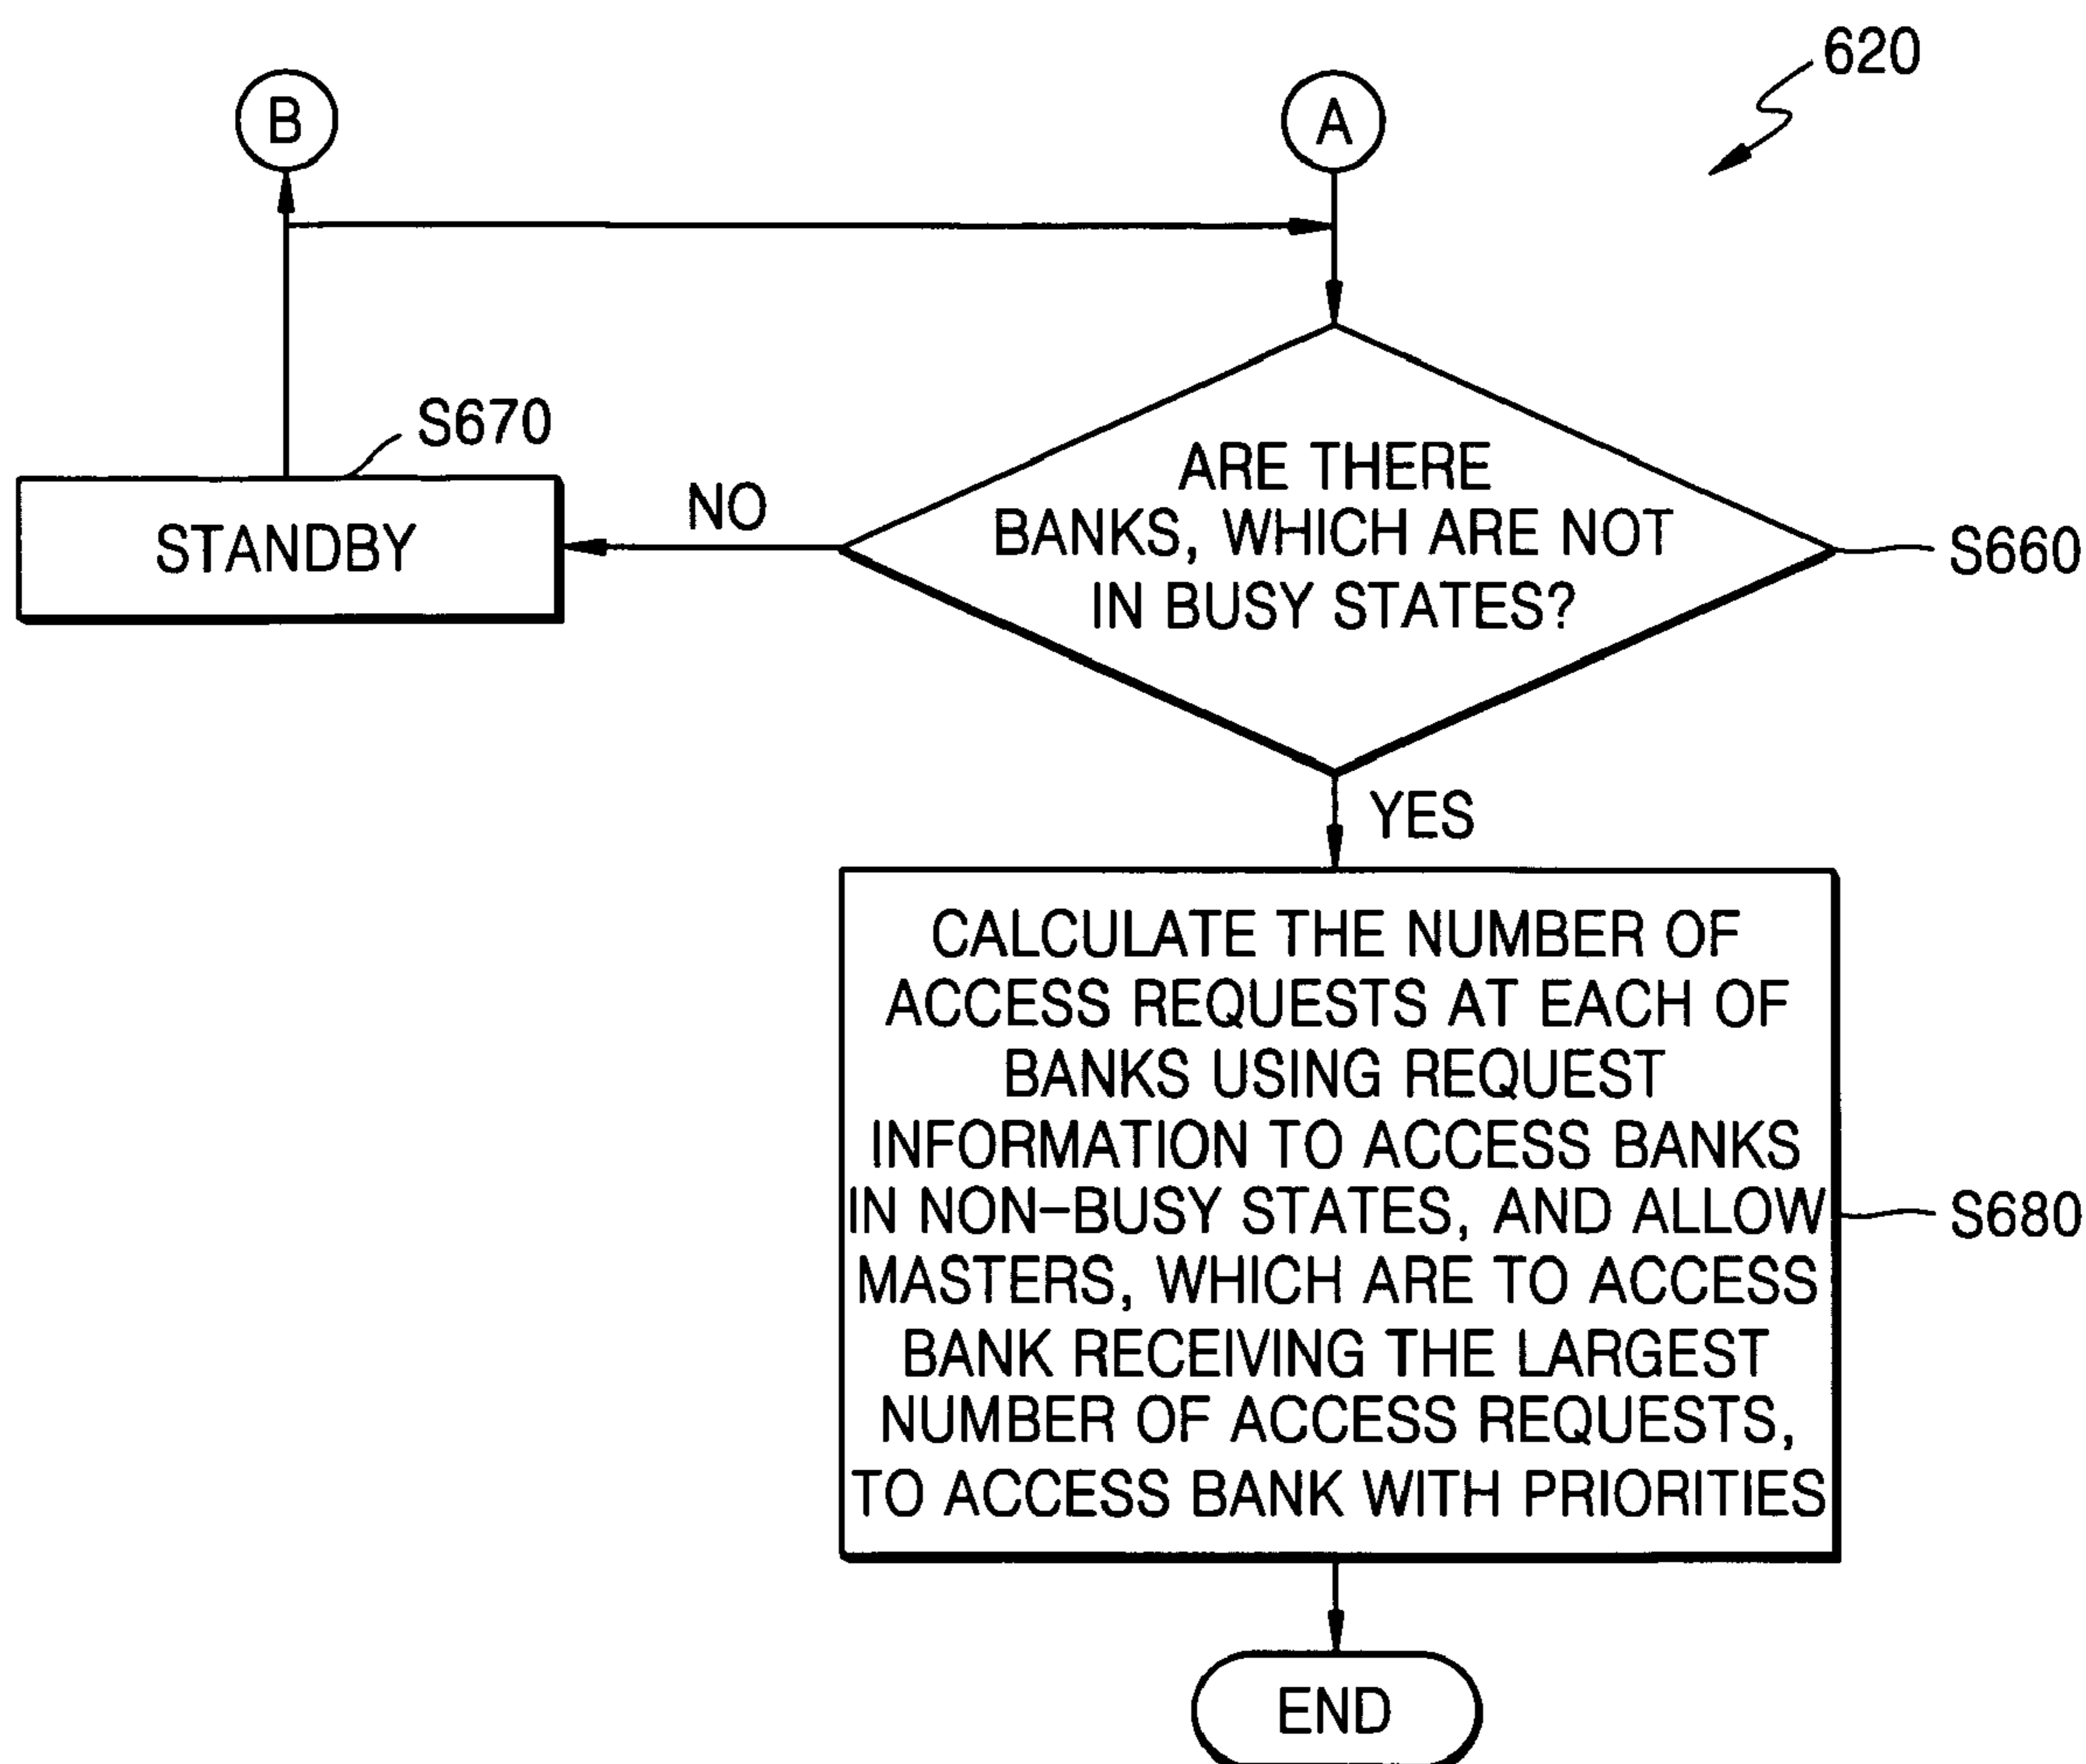 620
B
A
S670
STANDBY
NO
ARE THERE
BANKS, WHICH ARE NOT
IN BUSY STATES?
S660
YES
CALCULATE THE NUMBER OF
ACCESS REQUESTS AT EACH OF
BANKS USING REQUEST
INFORMATION TO ACCESS BANKS
IN NON-BUSY STATES, AND ALLOW
MASTERS, WHICH ARE TO ACCESS
BANK RECEIVING THE LARGEST
NUMBER OF ACCESS REQUESTS,
TO ACCESS BANK WITH PRIORITIES
S680
END